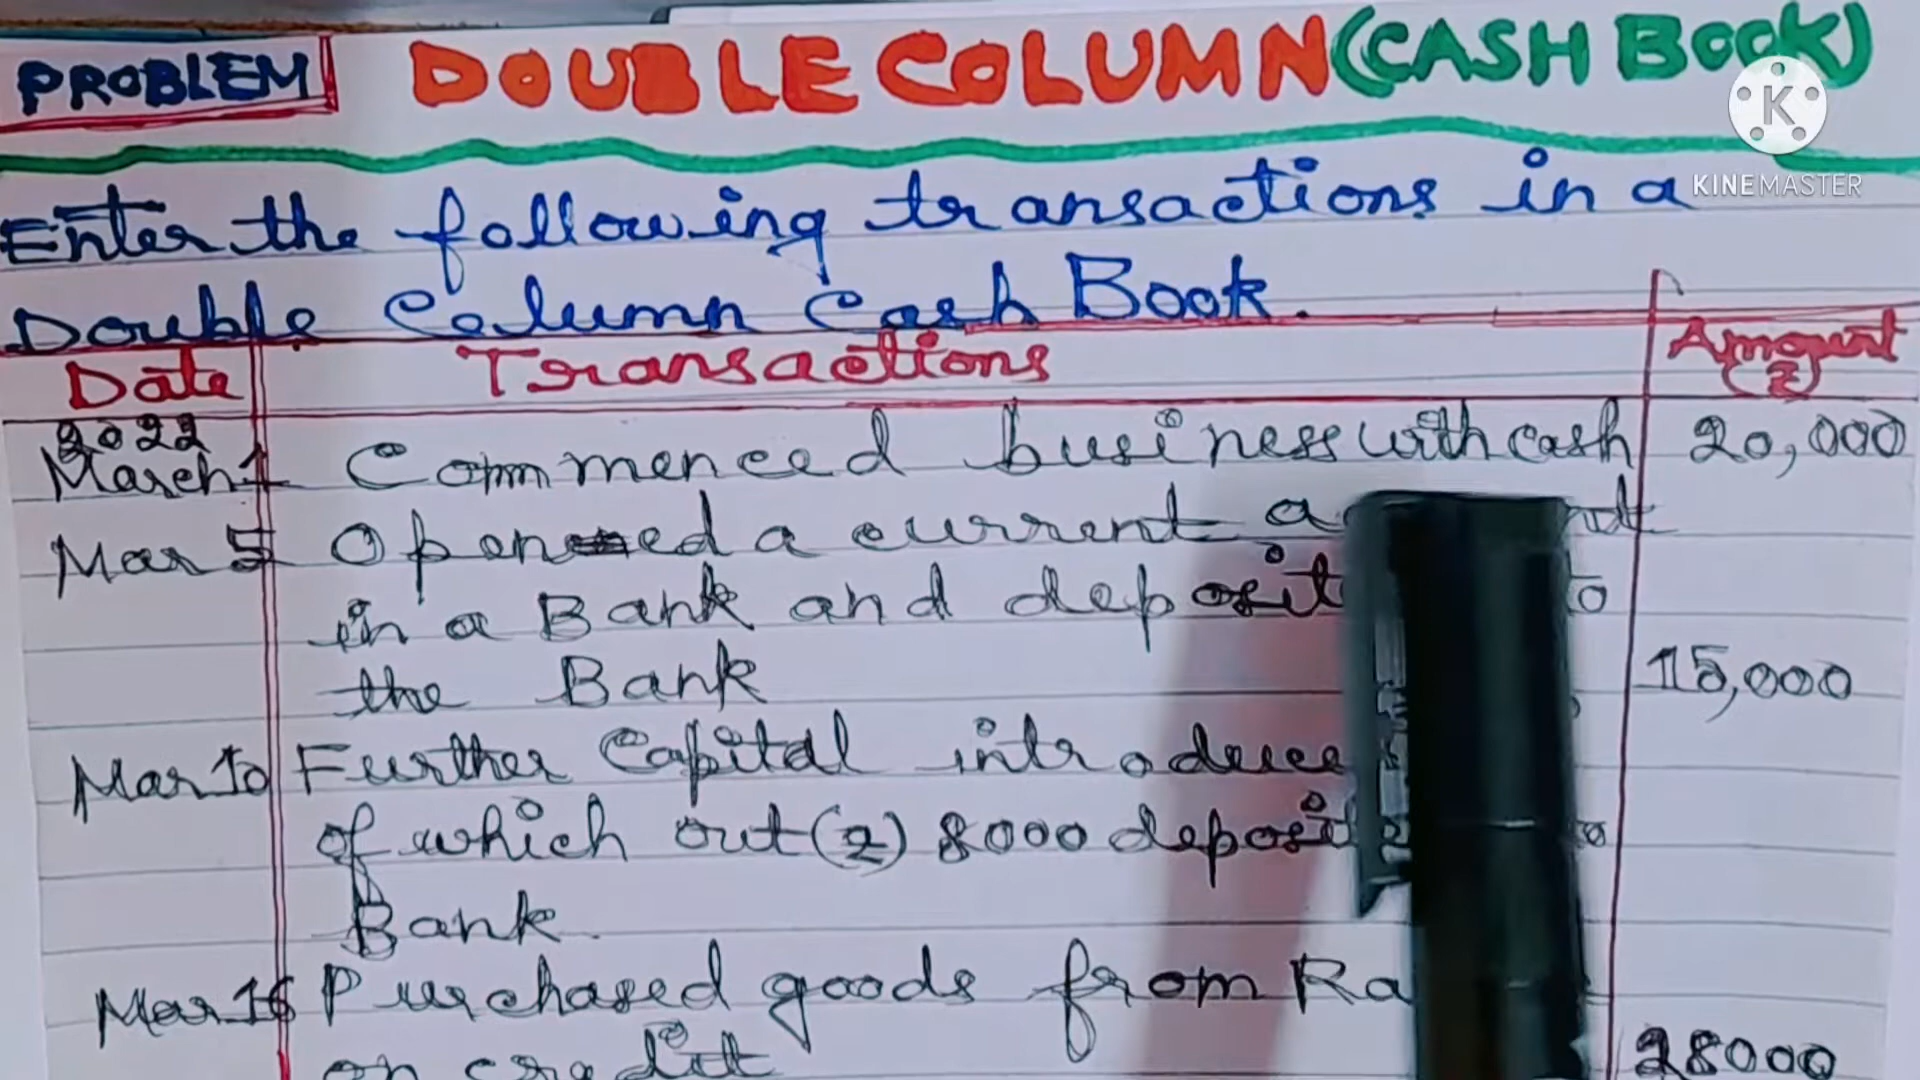 PROBLEM DOUBLE COLUMN (CASH BOOK)
KINEMASTER
Enter the following transactions in a
Double Column Cash Book.
Date Transactions Amount (₹)
2022
March 1 Commenced business with cash 20,000
Mar 5 Opened a current
in a Bank and
the Bank 15,000
Mar 10 Further Capital
of which out (₹) 8000
Bank.
Mar 16 Purchased goods from
on credit 28000